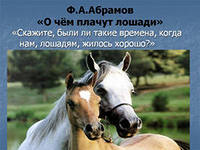 Ф.А.Абрамов
«О чём плачут лошади»
«Скажите, были ли такие времена, когда
нам, лошадям, жилось хорошо?»